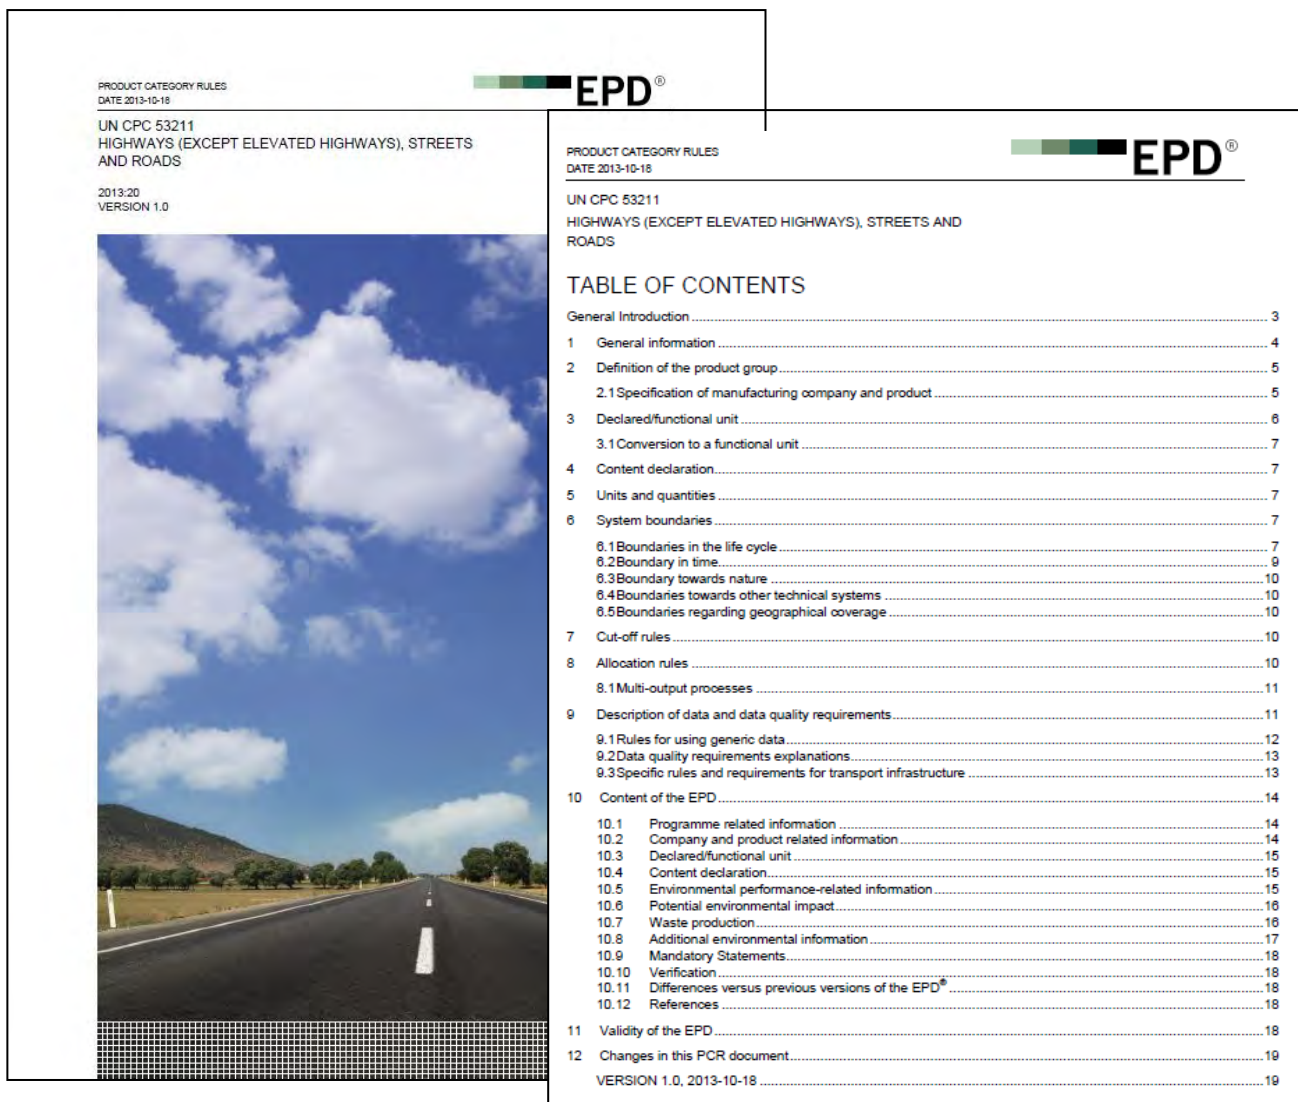 PRODUCT CATEGORY RULES
DATE 2013-10-18
EPD®
UN CPC 53211
HIGHWAYS (EXCEPT ELEVATED HIGHWAYS), STREETS
AND ROADS
2013:20
VERSION 1.0
PRODUCT CATEGORY RULES
DATE 2013-10-18
EPD®
UN CPC 53211
HIGHWAYS (EXCEPT ELEVATED HIGHWAYS), STREETS AND
ROADS
TABLE OF CONTENTS
General Introduction 3
1 General information 4
2 Definition of the product group 5
2.1 Specification of manufacturing company and product 5
3 Declared/functional unit 6
3.1 Conversion to a functional unit 7
4 Content declaration 7
5 Units and quantities 7
6 System boundaries 7
6.1 Boundaries in the life cycle 7
6.2 Boundary in time 9
6.3 Boundary towards nature 10
6.4 Boundaries towards other technical systems 10
6.5 Boundaries regarding geographical coverage 10
7 Cut-off rules 10
8 Allocation rules 10
8.1 Multi-output processes 11
9 Description of data and data quality requirements 11
9.1 Rules for using generic data 12
9.2 Data quality requirements explanations 13
9.3 Specific rules and requirements for transport infrastructure 13
10 Content of the EPD 14
10.1 Programme related information 14
10.2 Company and product related information 14
10.3 Declared/functional unit 15
10.4 Content declaration 15
10.5 Environmental performance-related information 15
10.6 Potential environmental impact 16
10.7 Waste production 16
10.8 Additional environmental information 17
10.9 Mandatory Statements 18
10.10 Verification 18
10.11 Differences versus previous versions of the EPD® 18
10.12 References 18
11 Validity of the EPD 18
12 Changes in this PCR document 19
VERSION 1.0, 2013-10-18 19